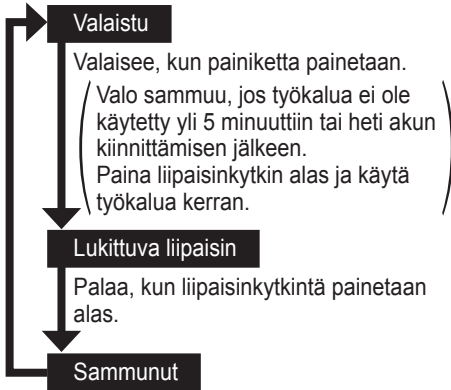 Valaistu
Valaisee, kun painiketta painetaan.
Valo sammuu, jos työkalua ei ole
käytetty yli 5 minuuttiin tai heti akun
kiinnittämisen jälkeen.
Paina liipaisinkytkin alas ja käytä
työkalua kerran.
Lukittuva liipaisin
Palaa, kun liipaisinkytkintä painetaan
alas.
Sammunut